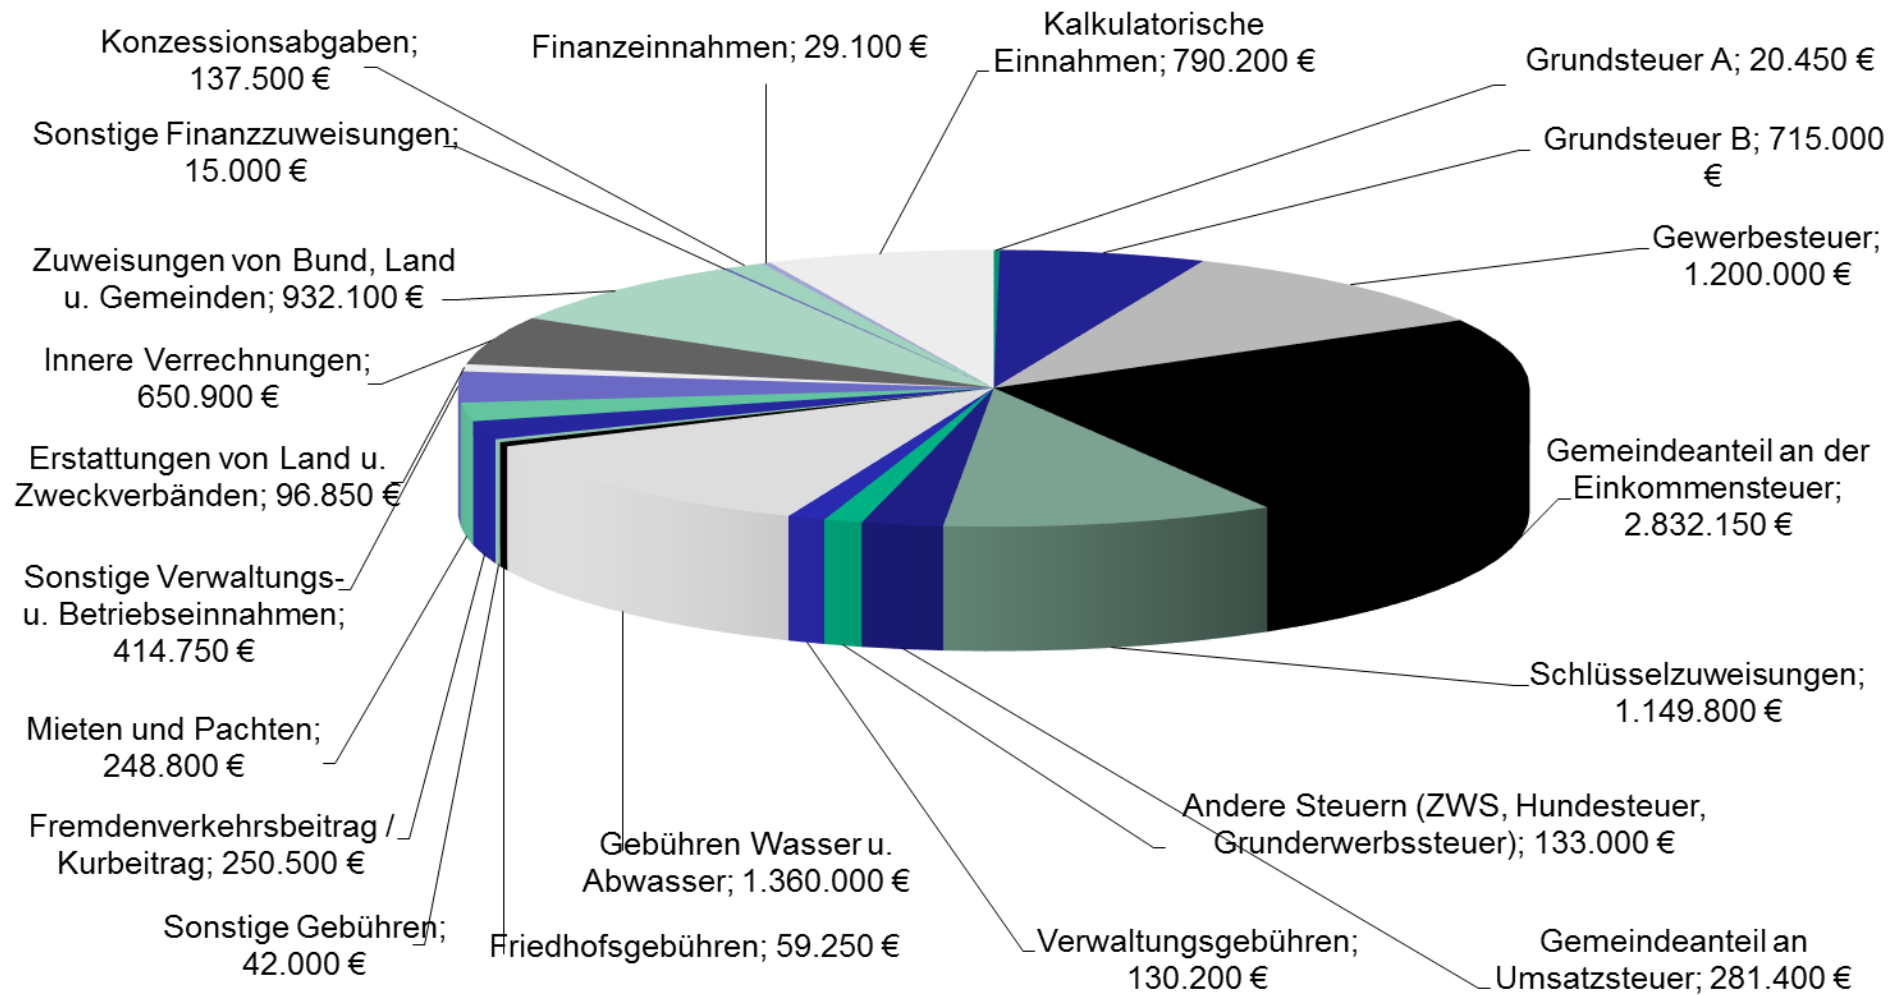 Konzessionsabgaben;
137.500 €
Finanzeinnahmen; 29.100 €
Kalkulatorische
Einnahmen; 790.200 €
Grundsteuer A; 20.450 €
Sonstige Finanzzuweisungen;
15.000 €
Grundsteuer B; 715.000
€
Zuweisungen von Bund, Land
u. Gemeinden; 932.100 €
Gewerbesteuer;
1.200.000 €
Innere Verrechnungen;
650.900 €
Erstattungen von Land u.
Zweckverbänden; 96.850 €
Gemeindeanteil an der
Einkommensteuer;
2.832.150 €
Sonstige Verwaltungs-
u. Betriebseinnahmen;
414.750 €
Schlüsselzuweisungen;
1.149.800 €
Mieten und Pachten;
248.800 €
Fremdenverkehrsbeitrag /
Kurbeitrag; 250.500 €
Gebühren Wasser u.
Abwasser; 1.360.000 €
Andere Steuern (ZWS, Hundesteuer,
Grunderwerbssteuer); 133.000 €
Sonstige Gebühren;
42.000 €
Friedhofsgebühren; 59.250 €
Verwaltungsgebühren;
130.200 €
Gemeindeanteil an
Umsatzsteuer; 281.400 €